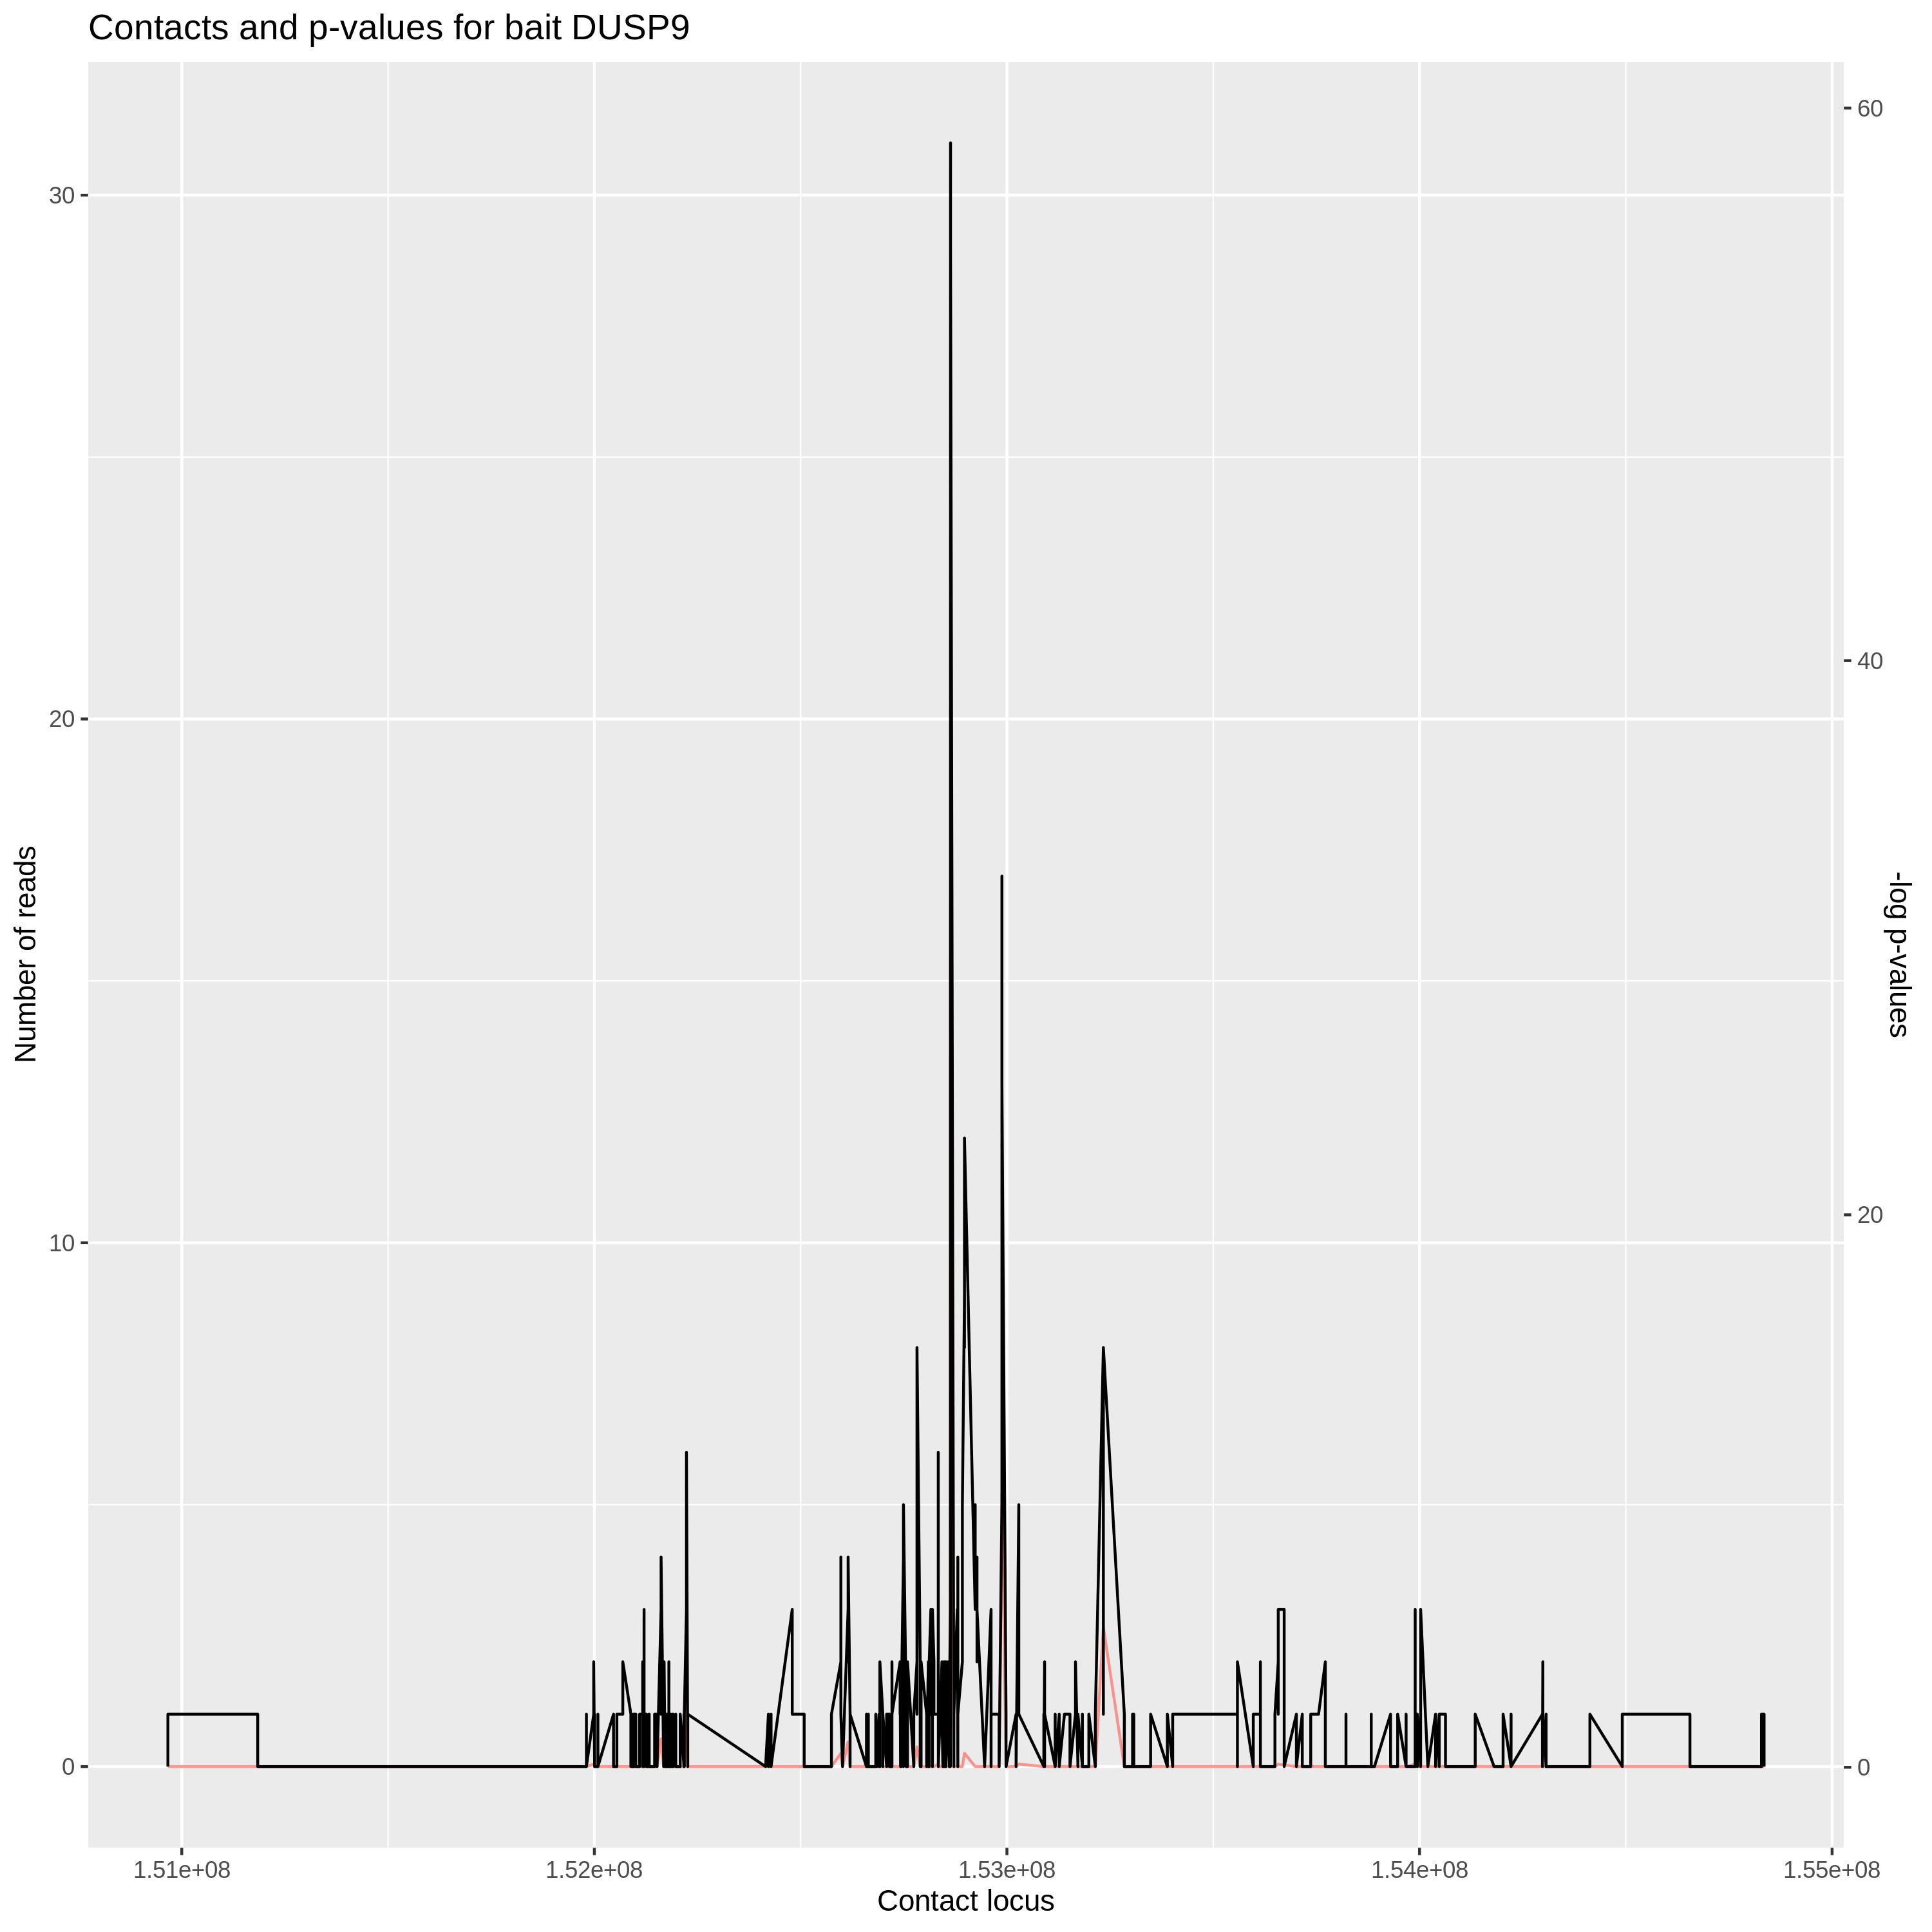 Contacts and p-values for bait DUSP9
30
20
10
0
Number of reads
60
40
20
0
-log p-values
1.51e+08 1.52e+08 1.53e+08 1.54e+08 1.55e+08
Contact locus